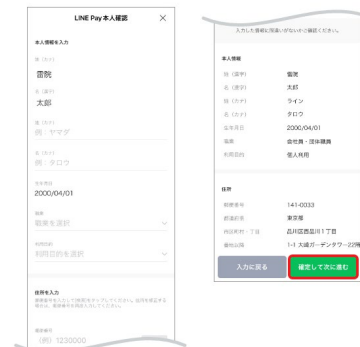 LINE Pay 本人確認
本人情報を入力
姓 (漢字)
雷院
名 (漢字)
太郎
姓 (カナ)
例：ヤマダ
名 (カナ)
例：タロウ
生年月日
2000/04/01
職業
職業を選択
利用目的
利用目的を選択
住所を入力
郵便番号
(例) 1230000
入力した情報に間違いがないかご確認ください。
本人情報
姓 (漢字) 雷院
名 (漢字) 太郎
姓 (カナ) ライン
名 (カナ) タロウ
生年月日 2000/04/01
職業 会社員・団体職員
利用目的 個人利用
住所
郵便番号 141-0033
都道府県 東京都
市区町村・丁目 品川区西品川１丁目
番地以降 1-1 大崎ガーデンタワー22階
入力に戻る 確定して次に進む